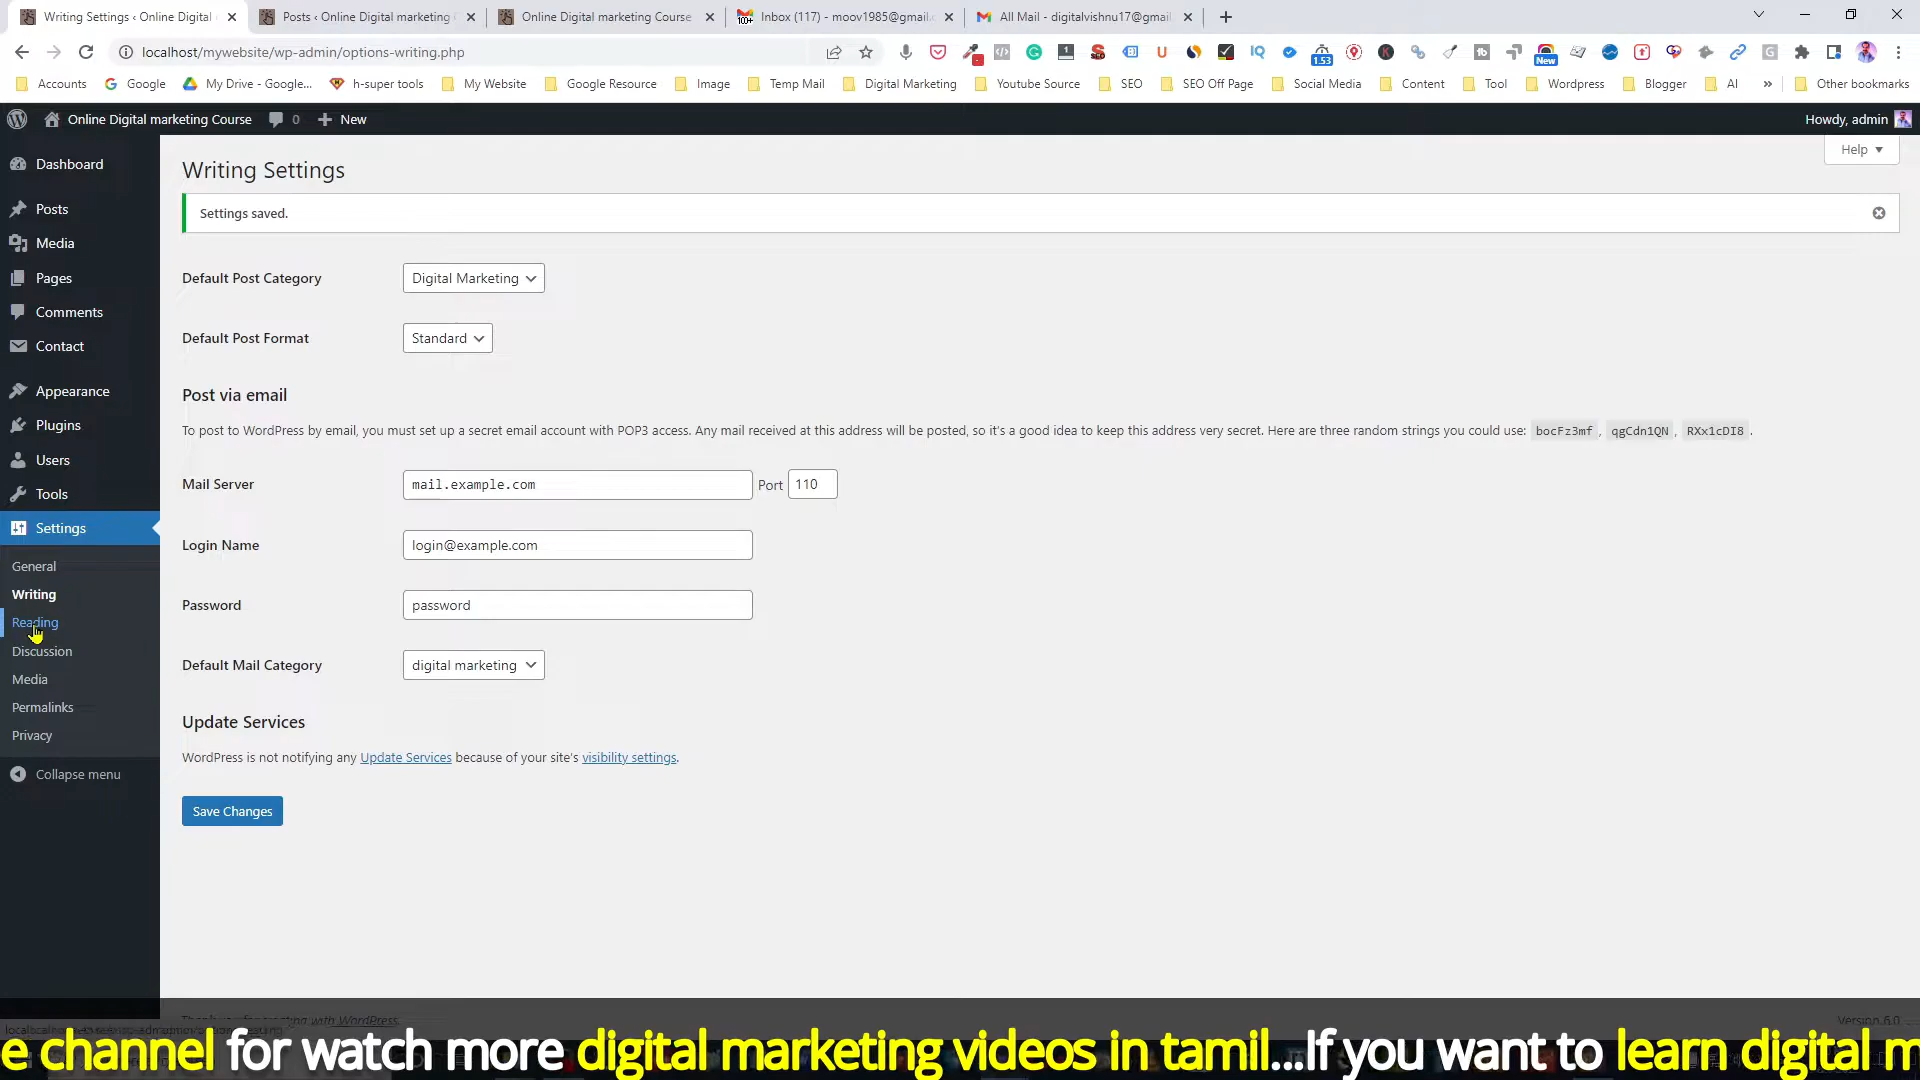 Writing Settings ‹ Online Digital
Posts ‹ Online Digital marketing
Online Digital marketing Course
Inbox (117) - moov1985@gmail.
All Mail - digitalvishnu17@gmail
localhost/mywebsite/wp-admin/options-writing.php
1.53
New
Accounts
Google
My Drive - Google...
h-super tools
My Website
Google Resource
Image
Temp Mail
Digital Marketing
Youtube Source
SEO
SEO Off Page
Social Media
Content
Tool
Wordpress
Blogger
AI
»
Other bookmarks
Online Digital marketing Course
0
New
Howdy, admin
Dashboard
Posts
Media
Pages
Comments
Contact
Appearance
Plugins
Users
Tools
Settings
General
Writing
Reading
Discussion
Media
Permalinks
Privacy
Collapse menu
Help
Writing Settings
Settings saved.
Default Post Category
Digital Marketing
Default Post Format
Standard
Post via email
To post to WordPress by email, you must set up a secret email account with POP3 access. Any mail received at this address will be posted, so it's a good idea to keep this address very secret. Here are three random strings you could use: bocFz3mf , qgCdn1QN , RXx1cDI8 .
Mail Server
mail.example.com
Port
110
Login Name
login@example.com
Password
password
Default Mail Category
digital marketing
Update Services
WordPress is not notifying any Update Services because of your site's visibility settings.
Save Changes
with WordPress.
Version 6.0
e channel for watch more digital marketing videos in tamil...If you want to learn digital m